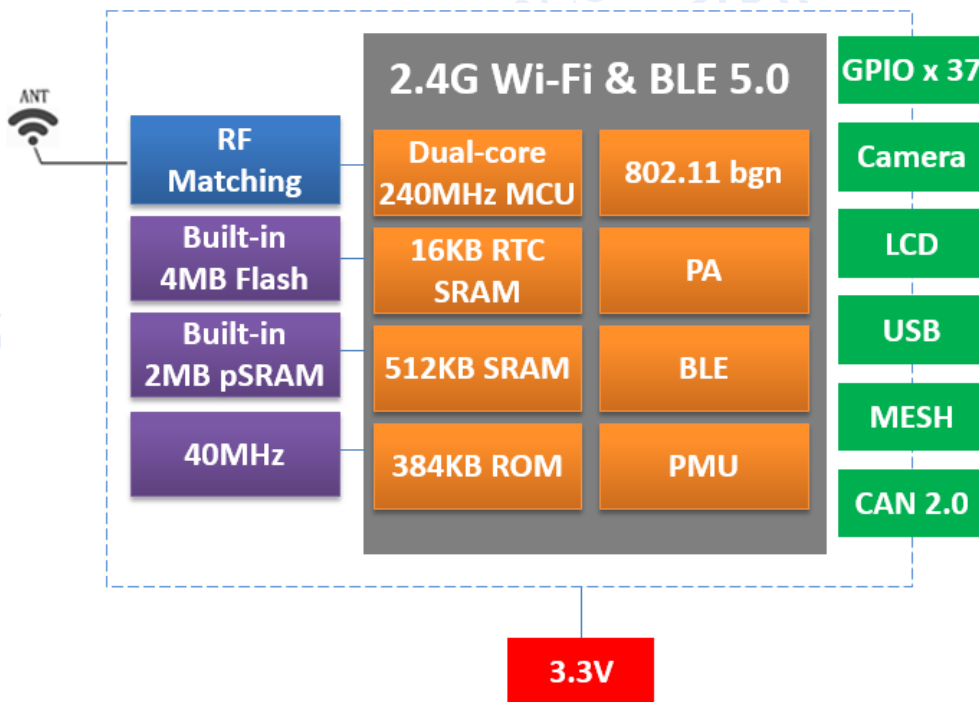 2.4G Wi-Fi & BLE 5.0
ANT
RF
Matching
Built-in
4MB Flash
Built-in
2MB pSRAM
40MHz
Dual-core
240MHz MCU
16KB RTC
SRAM
512KB SRAM
384KB ROM
802.11 bgn
PA
BLE
PMU
GPIO x 37
Camera
LCD
USB
MESH
CAN 2.0
3.3V